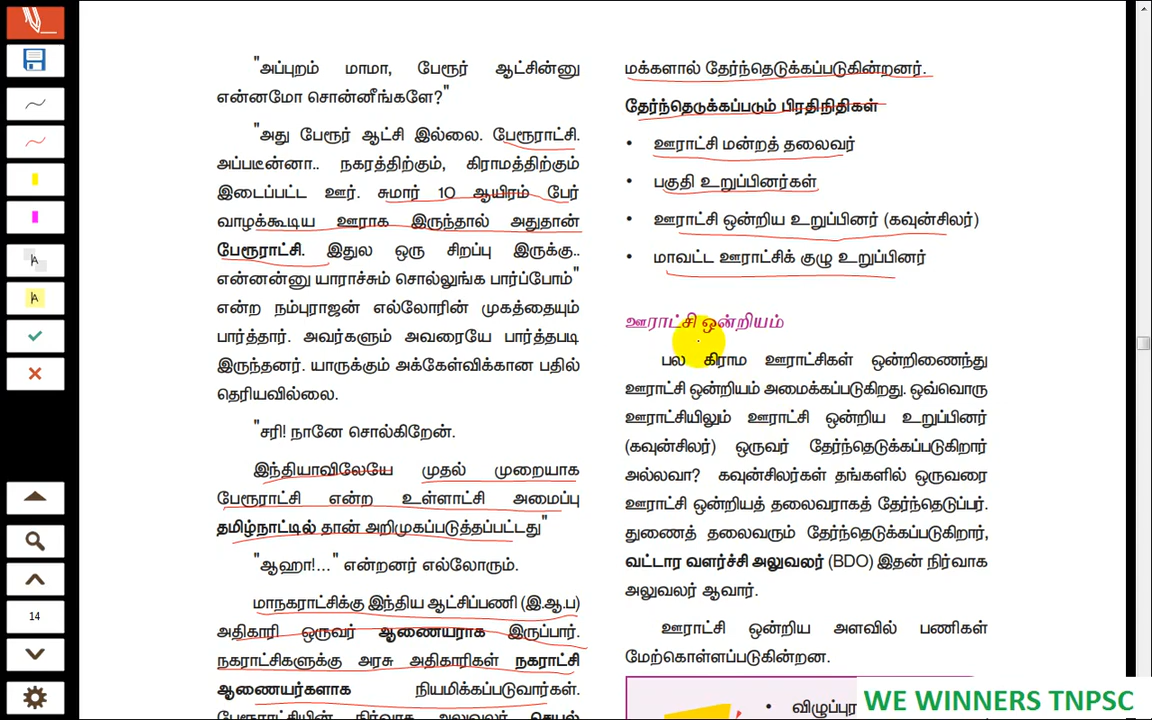 "அப்புறம் மாமா, பேரூர் ஆட்சின்னு
என்னமோ சொன்னீங்களே?"
"அது பேரூர் ஆட்சி இல்லை. பேரூராட்சி.
அப்படீன்னா.. நகரத்திற்கும், கிராமத்திற்கும்
இடைப்பட்ட ஊர். சுமார் 10 ஆயிரம் பேர்
வாழக்கூடிய ஊராக இருந்தால் அதுதான்
பேரூராட்சி. இதுல ஒரு சிறப்பு இருக்கு..
என்னன்னு யாராச்சும் சொல்லுங்க பார்ப்போம்"
என்ற நம்புராஜன் எல்லோரின் முகத்தையும்
பார்த்தார். அவர்களும் அவரையே பார்த்தபடி
இருந்தனர். யாருக்கும் அக்கேள்விக்கான பதில்
தெரியவில்லை.
"சரி! நானே சொல்கிறேன்.
இந்தியாவிலேயே முதல் முறையாக
பேரூராட்சி என்ற உள்ளாட்சி அமைப்பு
தமிழ்நாட்டில் தான் அறிமுகப்படுத்தப்பட்டது"
"ஆஹா!..." என்றனர் எல்லோரும்.
மாநகராட்சிக்கு இந்திய ஆட்சிப்பணி (இ.ஆ.ப)
அதிகாரி ஒருவர் ஆணையராக இருப்பார்.
நகராட்சிகளுக்கு அரசு அதிகாரிகள் நகராட்சி
ஆணையர்களாக நியமிக்கப்படுவார்கள்.
பேரூராட்சியின் நிர்வாக அலுவலர் செயல்
மக்களால் தேர்ந்தெடுக்கப்படுகின்றனர்.
தேர்ந்தெடுக்கப்படும் பிரதிநிதிகள்
• ஊராட்சி மன்றத் தலைவர்
• பகுதி உறுப்பினர்கள்
• ஊராட்சி ஒன்றிய உறுப்பினர் (கவுன்சிலர்)
• மாவட்ட ஊராட்சிக் குழு உறுப்பினர்
ஊராட்சி ஒன்றியம்
பல கிராம ஊராட்சிகள் ஒன்றிணைந்து
ஊராட்சி ஒன்றியம் அமைக்கப்படுகிறது. ஒவ்வொரு
ஊராட்சியிலும் ஊராட்சி ஒன்றிய உறுப்பினர்
(கவுன்சிலர்) ஒருவர் தேர்ந்தெடுக்கப்படுகிறார்
அல்லவா? கவுன்சிலர்கள் தங்களில் ஒருவரை
ஊராட்சி ஒன்றியத் தலைவராகத் தேர்ந்தெடுப்பர்.
துணைத் தலைவரும் தேர்ந்தெடுக்கப்படுகிறார்,
வட்டார வளர்ச்சி அலுவலர் (BDO) இதன் நிர்வாக
அலுவலர் ஆவார்.
ஊராட்சி ஒன்றிய அளவில் பணிகள்
மேற்கொள்ளப்படுகின்றன.
• விழுப்புர
WE WINNERS TNPSC
14